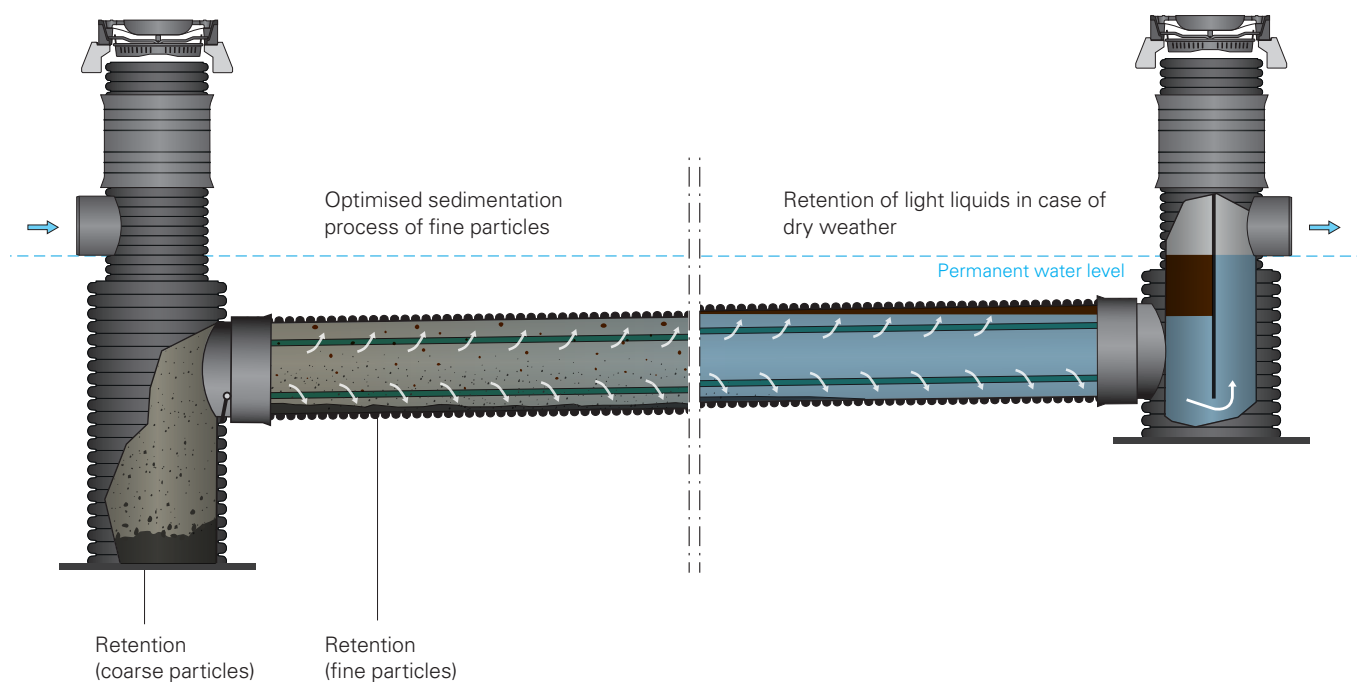 Optimised sedimentation
process of fine particles
Retention of light liquids in case of
dry weather
Permanent water level
Retention
(coarse particles)
Retention
(fine particles)